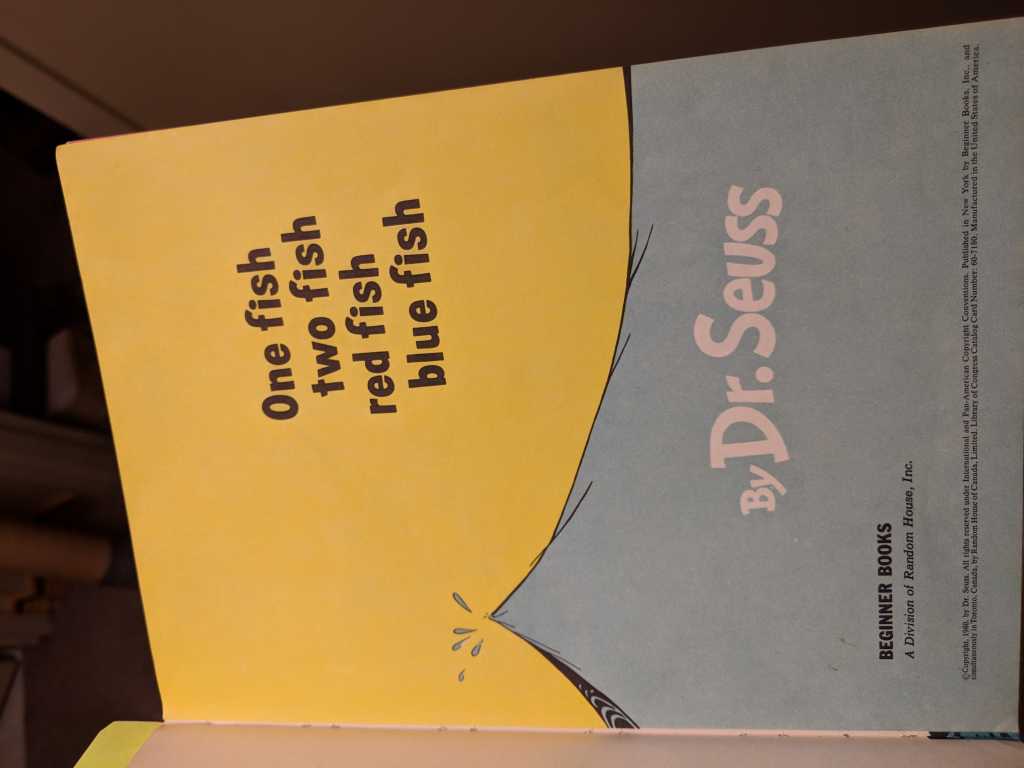 One fish
two fish
red fish
blue fish
By Dr. Seuss
BEGINNER BOOKS
A Division of Random House, Inc.
©Copyright, 1960, by Dr. Seuss. All rights reserved under International and Pan-American Copyright Conventions. Published in New York by Beginner Books, Inc., and
simultaneously in Toronto, Canada, by Random House of Canada, Limited. Library of Congress Catalog Card Number: 60-7180. Manufactured in the United States of America.